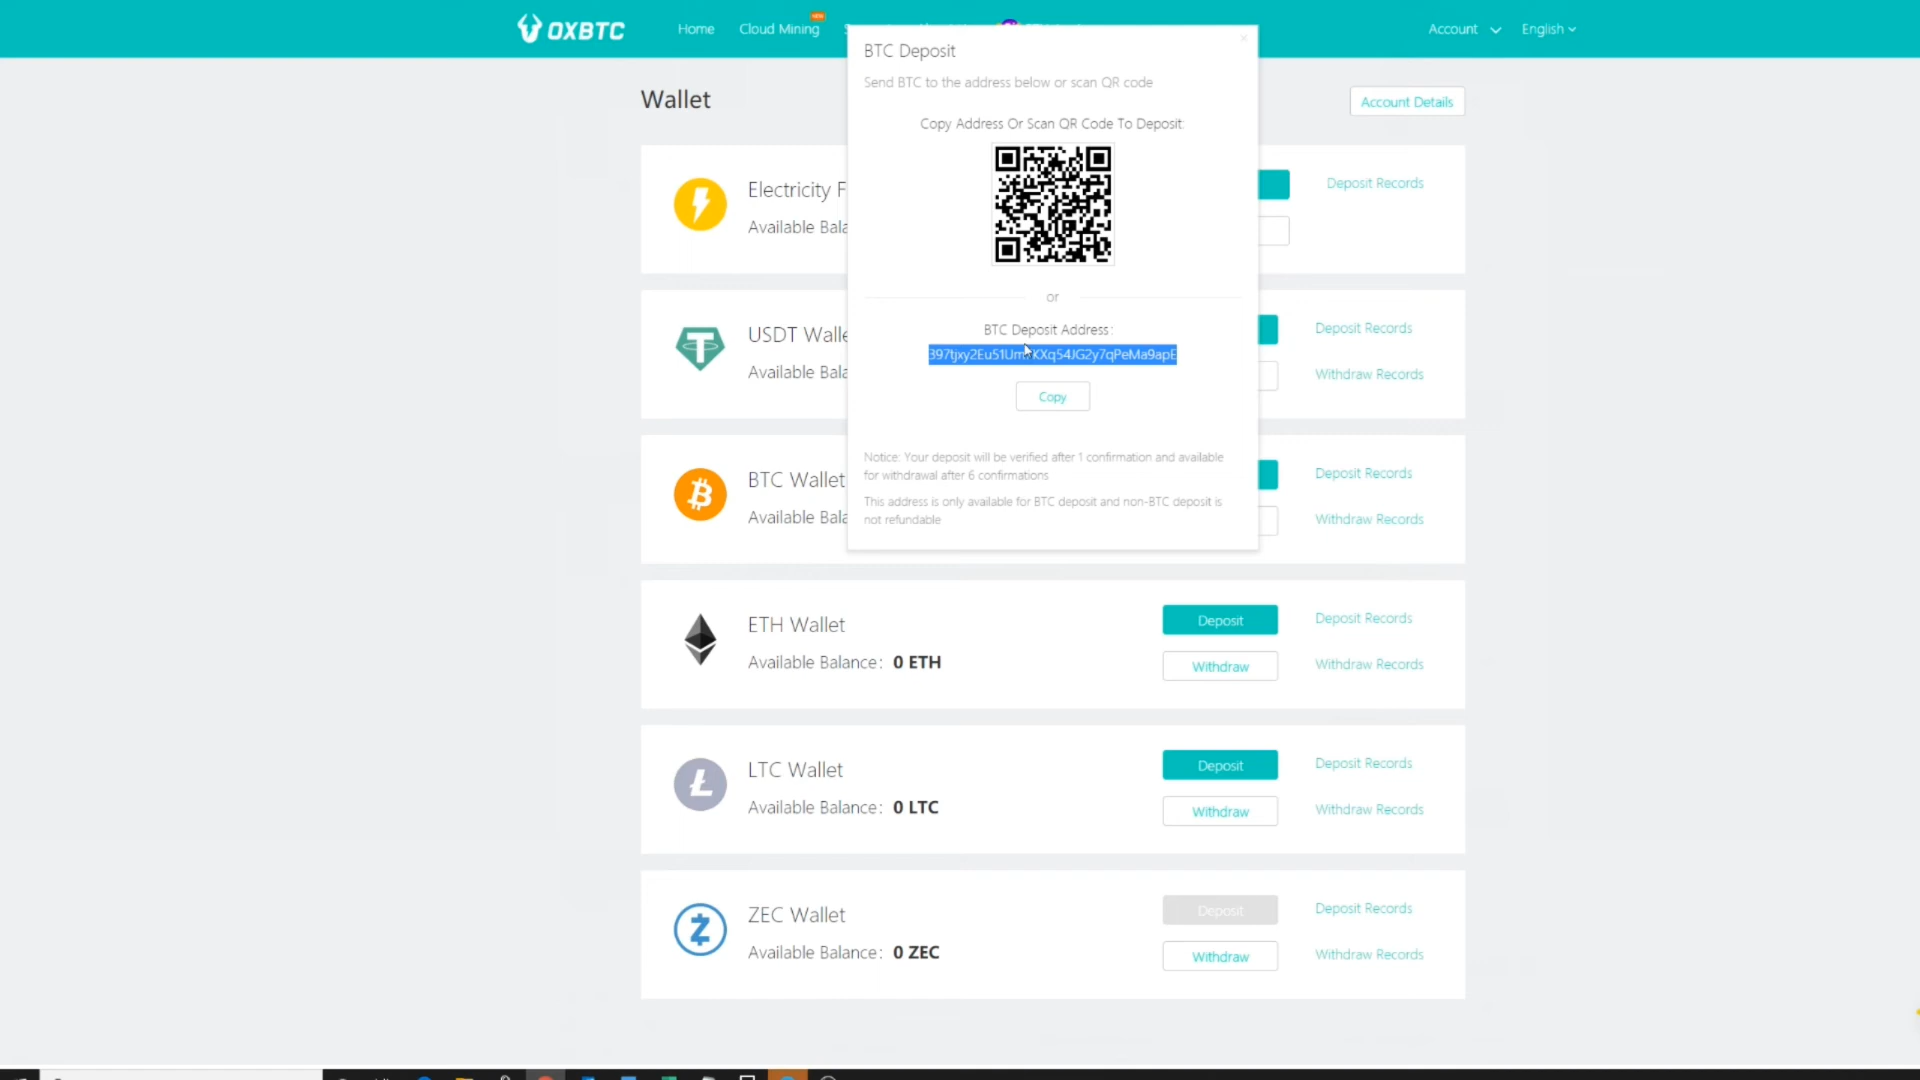 OXBTC
Home
Cloud Mining
Account
English
BTC Deposit
Send BTC to the address below or scan QR code
Wallet
Account Details
Copy Address Or Scan QR Code To Deposit:
Electricity F
Deposit Records
Available Bala
or
BTC Deposit Address:
USDT Walle
Deposit Records
Available Bala
Withdraw Records
Copy
Notice: Your deposit will be verified after 1 confirmation and available
for withdrawal after 6 confirmations
BTC Wallet
Deposit Records
This address is only available for BTC deposit and non-BTC deposit is
not refundable
Available Bala
Withdraw Records
ETH Wallet
Deposit
Deposit Records
Available Balance: 0 ETH
Withdraw
Withdraw Records
LTC Wallet
Deposit
Deposit Records
Available Balance: 0 LTC
Withdraw
Withdraw Records
ZEC Wallet
Deposit
Deposit Records
Available Balance: 0 ZEC
Withdraw
Withdraw Records